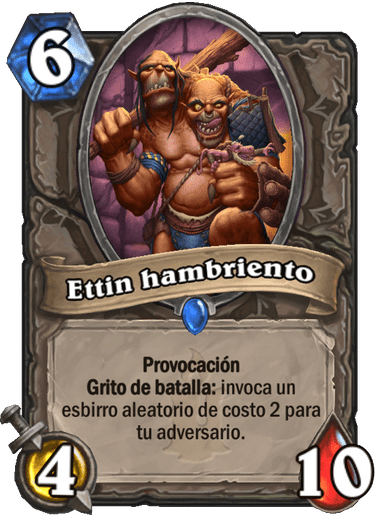 6
Ettin hambriento
Provocación
Grito de batalla: invoca un
esbirro aleatorio de costo 2 para
tu adversario.
4
10